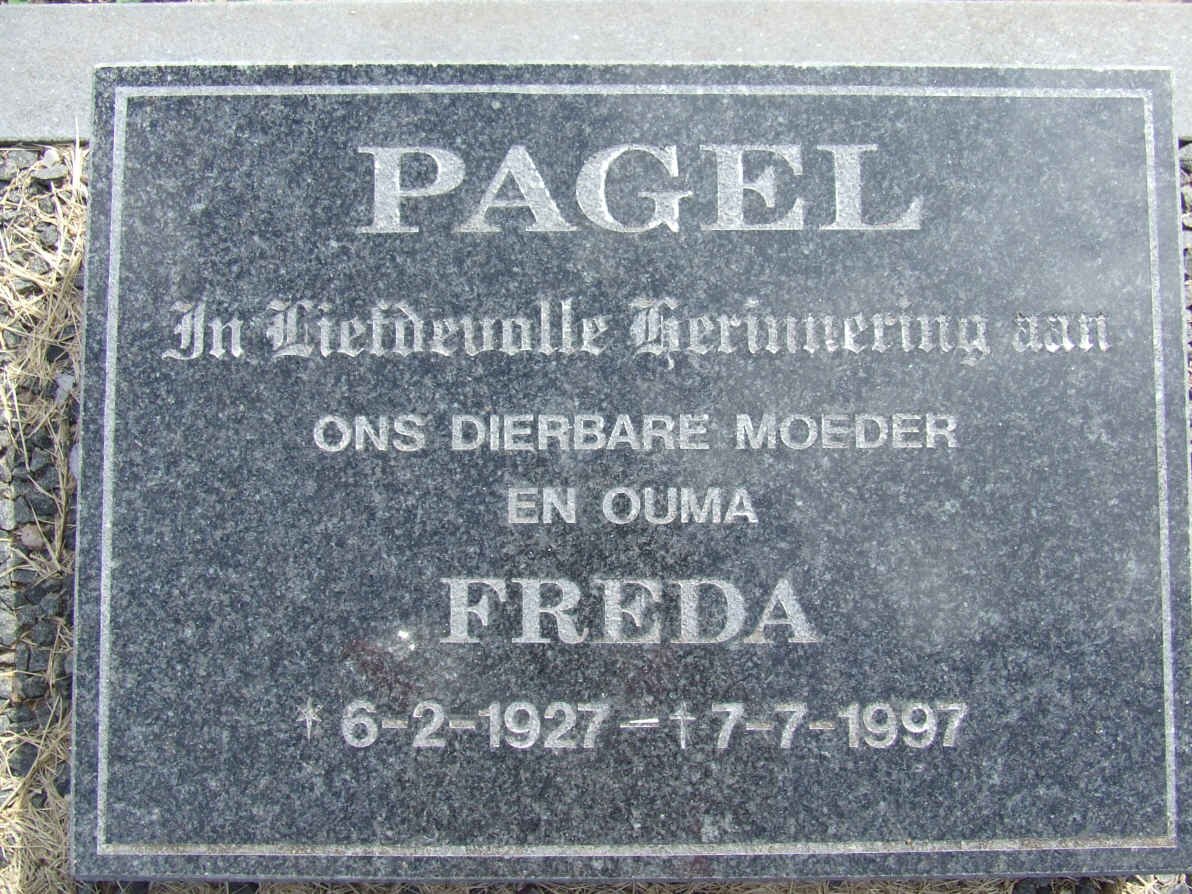 PAGEL
In Liefdevolle Herinnering aan
ONS DIERBARE MOEDER
EN OUMA
FREDA
* 6-2-1927 - † 7-7-1997